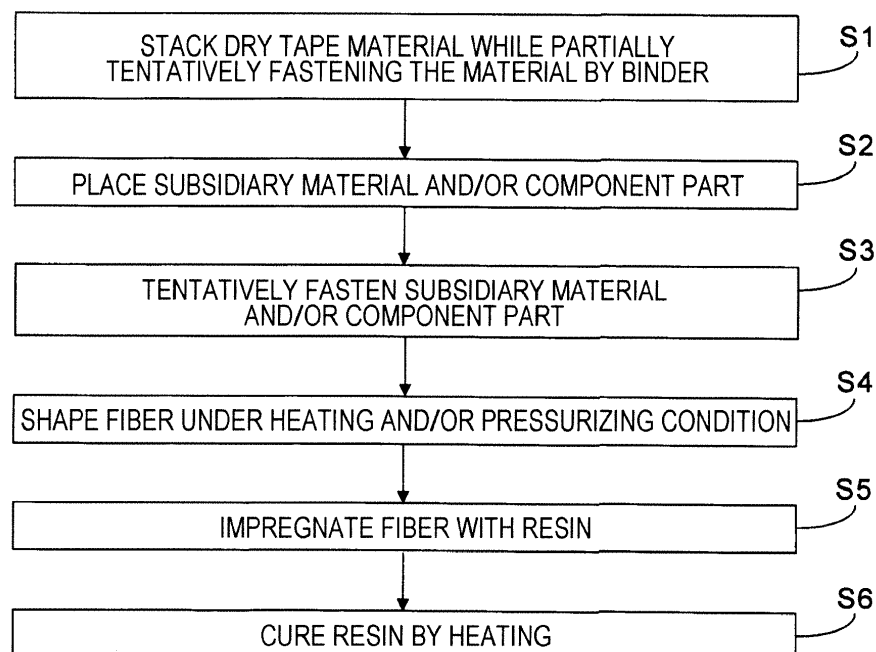 STACK DRY TAPE MATERIAL WHILE PARTIALLY
TENTATIVELY FASTENING THE MATERIAL BY BINDER
S1
PLACE SUBSIDIARY MATERIAL AND/OR COMPONENT PART
S2
TENTATIVELY FASTEN SUBSIDIARY MATERIAL
AND/OR COMPONENT PART
S3
SHAPE FIBER UNDER HEATING AND/OR PRESSURIZING CONDITION
S4
IMPREGNATE FIBER WITH RESIN
S5
CURE RESIN BY HEATING
S6